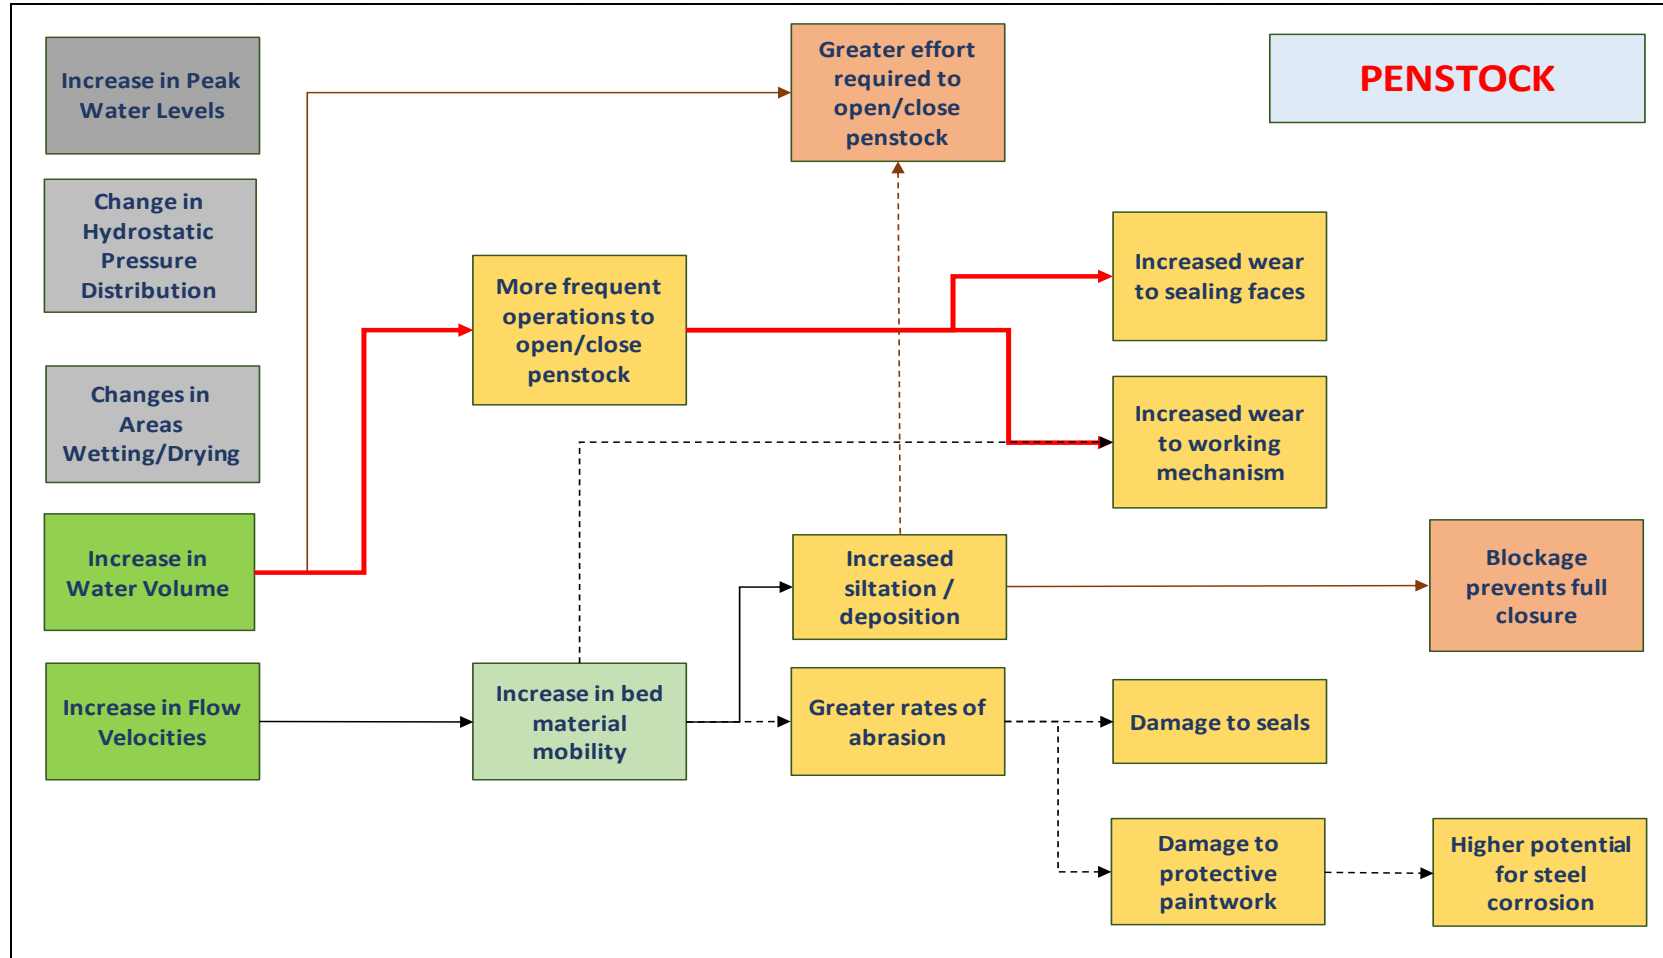 Increase in Peak
Water Levels
Greater effort
required to
open/close
penstock
PENSTOCK
Change in
Hydrostatic
Pressure
Distribution
More frequent
operations to
open/close
penstock
Increased wear
to sealing faces
Changes in
Areas
Wetting/Drying
Increased wear
to working
mechanism
Increase in
Water Volume
Increased
siltation /
deposition
Blockage
prevents full
closure
Increase in Flow
Velocities
Increase in bed
material
mobility
Greater rates of
abrasion
Damage to seals
Damage to
protective
paintwork
Higher potential
for steel
corrosion